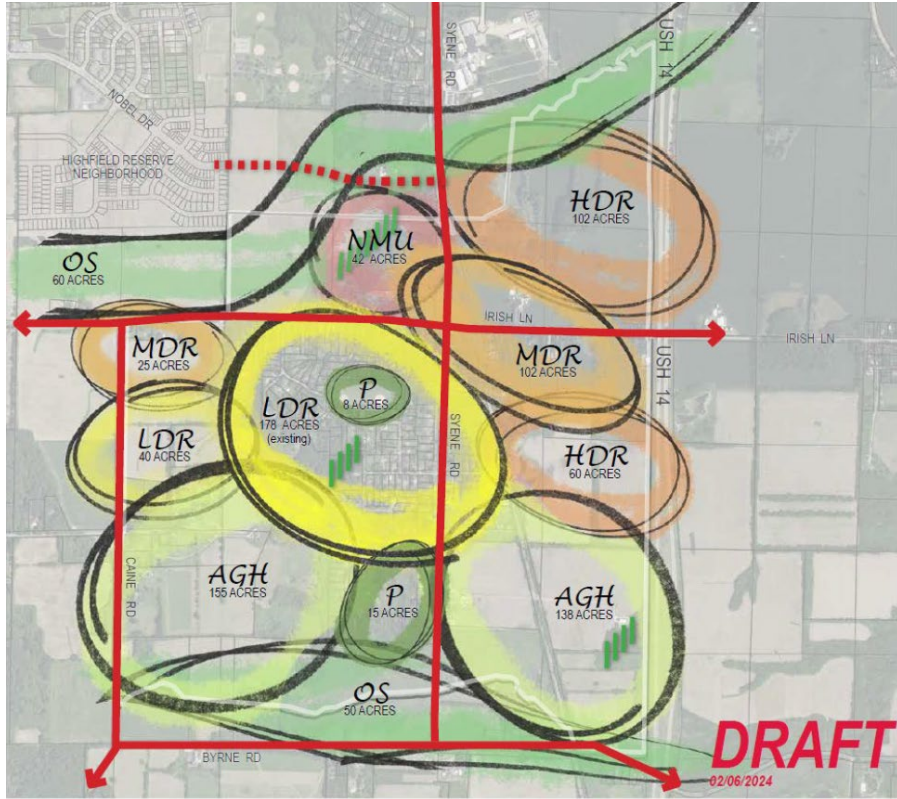 SYENE RD
USH 14
NOBEL DR
HIGHFIELD RESERVE
NEIGHBORHOOD
HDR
102 ACRES
NMU
42 ACRES
OS
60 ACRES
IRISH LN
IRISH LN
MDR
25 ACRES
MDR
102 ACRES
USH 14
P
8 ACRES
LDR
178 ACRES
(existing)
LDR
40 ACRES
SYENE RD
HDR
60 ACRES
CAINE RD
AGH
155 ACRES
P
15 ACRES
AGH
138 ACRES
OS
50 ACRES
BYRNE RD
DRAFT
02/06/2024